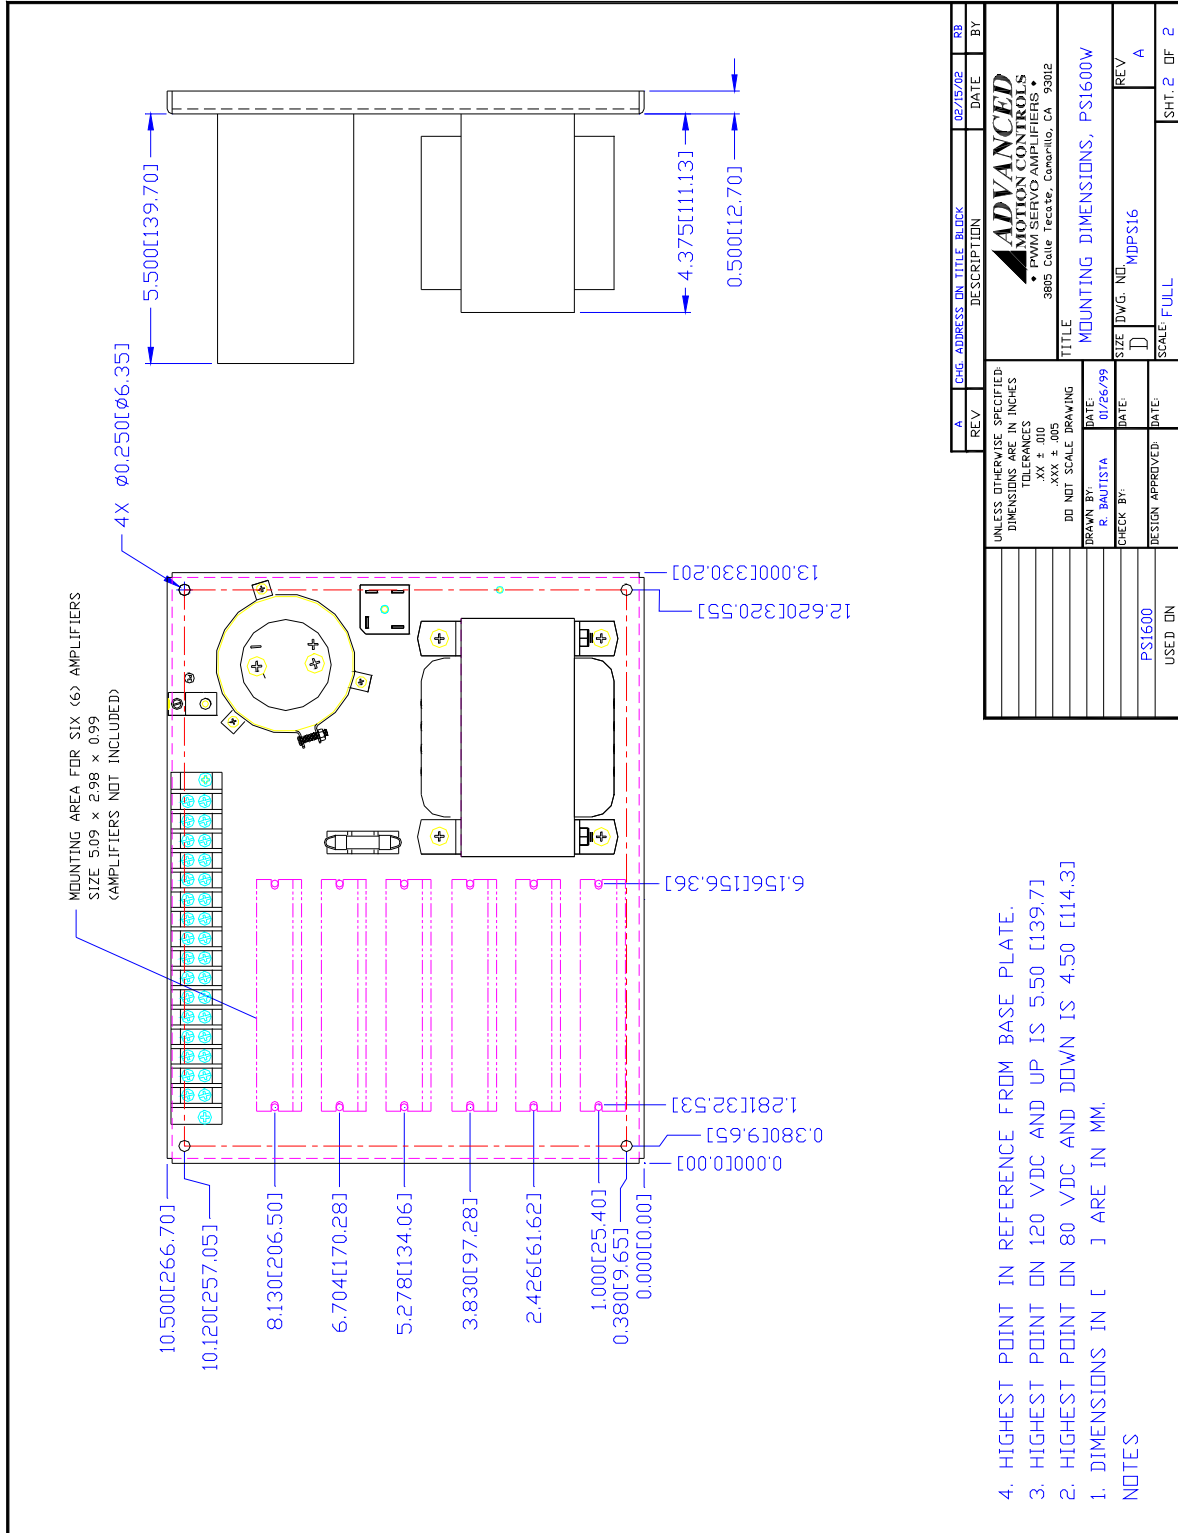 MOUNTING AREA FOR SIX (6) AMPLIFIERS
SIZE 5.09 x 2.98 x 0.99
(AMPLIFIERS NOT INCLUDED)
4X Ø0.250[Ø6.35]
5.500[139.70]
4.375[111.13]
0.500[12.70]
10.500[266.70]
10.120[257.05]
8.130[206.50]
6.704[170.28]
5.278[134.06]
3.830[97.28]
2.426[61.62]
1.000[25.40]
0.380[9.65]
0.000[0.00]
0.000[0.00]
0.380[9.65]
1.281[32.53]
6.156[156.36]
12.620[320.55]
13.000[330.20]
4. HIGHEST POINT IN REFERENCE FROM BASE PLATE.
3. HIGHEST POINT ON 120 VDC AND UP IS 5.50 [139.7]
2. HIGHEST POINT ON 80 VDC AND DOWN IS 4.50 [114.3]
1. DIMENSIONS IN [ ] ARE IN MM.
NOTES
A CHG. ADDRESS ON TITLE BLOCK 02/15/02 RB
REV DESCRIPTION DATE BY
UNLESS OTHERWISE SPECIFIED:
DIMENSIONS ARE IN INCHES
TOLERANCES
.XX ± .010
.XXX ± .005
DO NOT SCALE DRAWING
DRAWN BY: R. BAUTISTA
DATE: 01/26/99
CHECK BY:
DATE:
DESIGN APPROVED:
DATE:
PS1600
USED ON
ADVANCED
MOTION CONTROLS
• PWM SERVO AMPLIFIERS •
3805 Calle Tecate, Camarillo, CA 93012
TITLE
MOUNTING DIMENSIONS, PS1600W
SIZE D
DWG. NO. MDPS16
REV A
SCALE: FULL
SHT. 2 OF 2